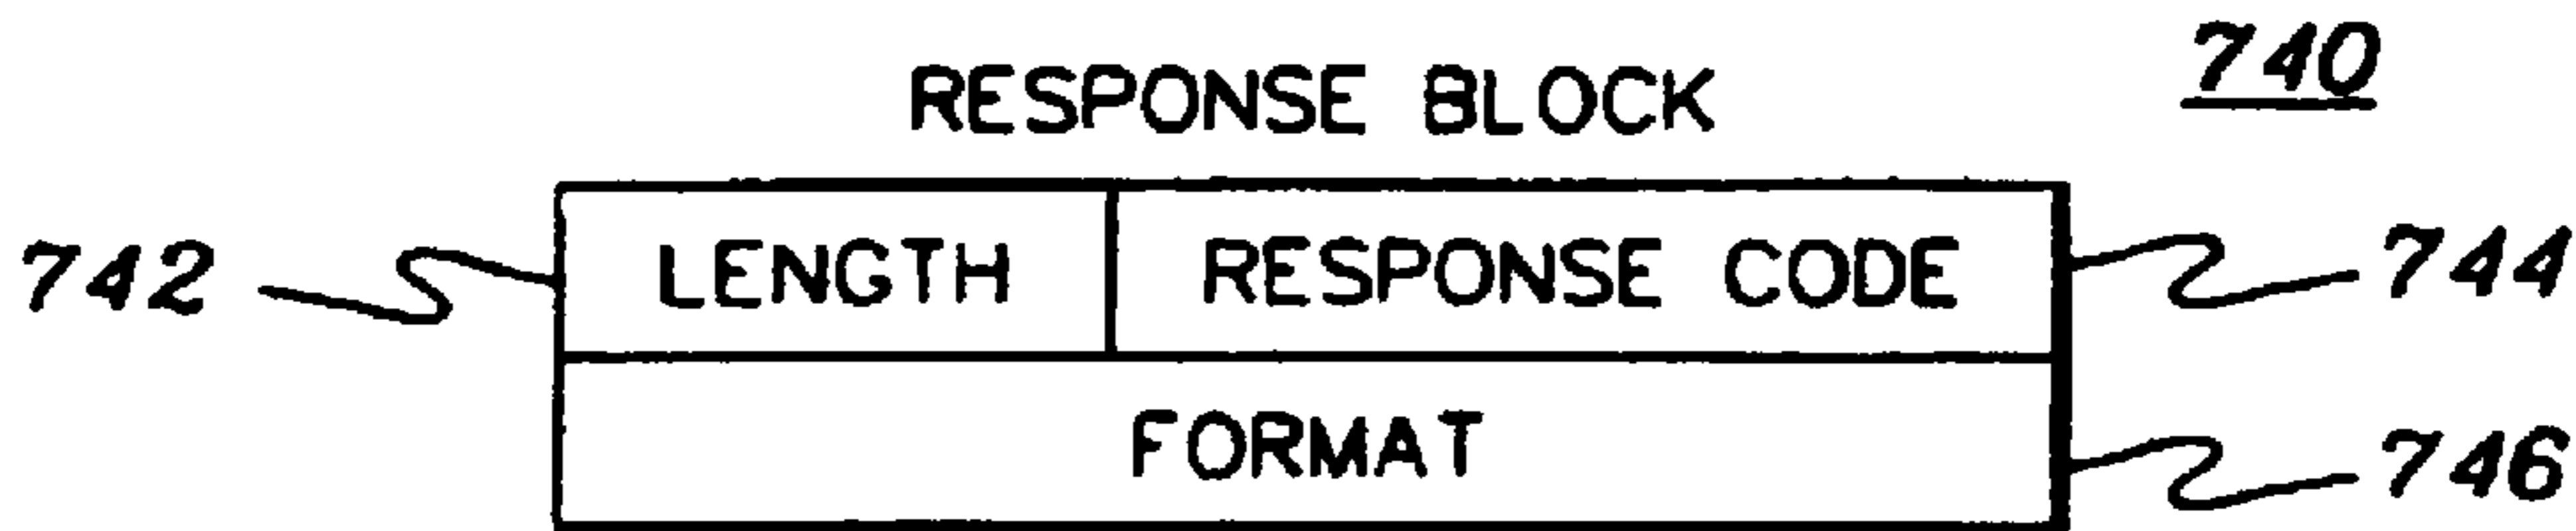 740
RESPONSE BLOCK
742 LENGTH RESPONSE CODE 744
FORMAT 746